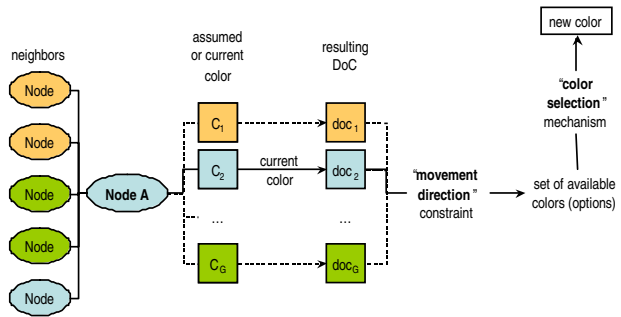 new color
neighbors
assumed
or current
color
resulting
DoC
Node
Node
Node
Node
Node
Node A
C1
C2
...
CG
current
color
doc1
doc2
...
docG
"movement
direction"
constraint
"color
selection"
mechanism
set of available
colors (options)